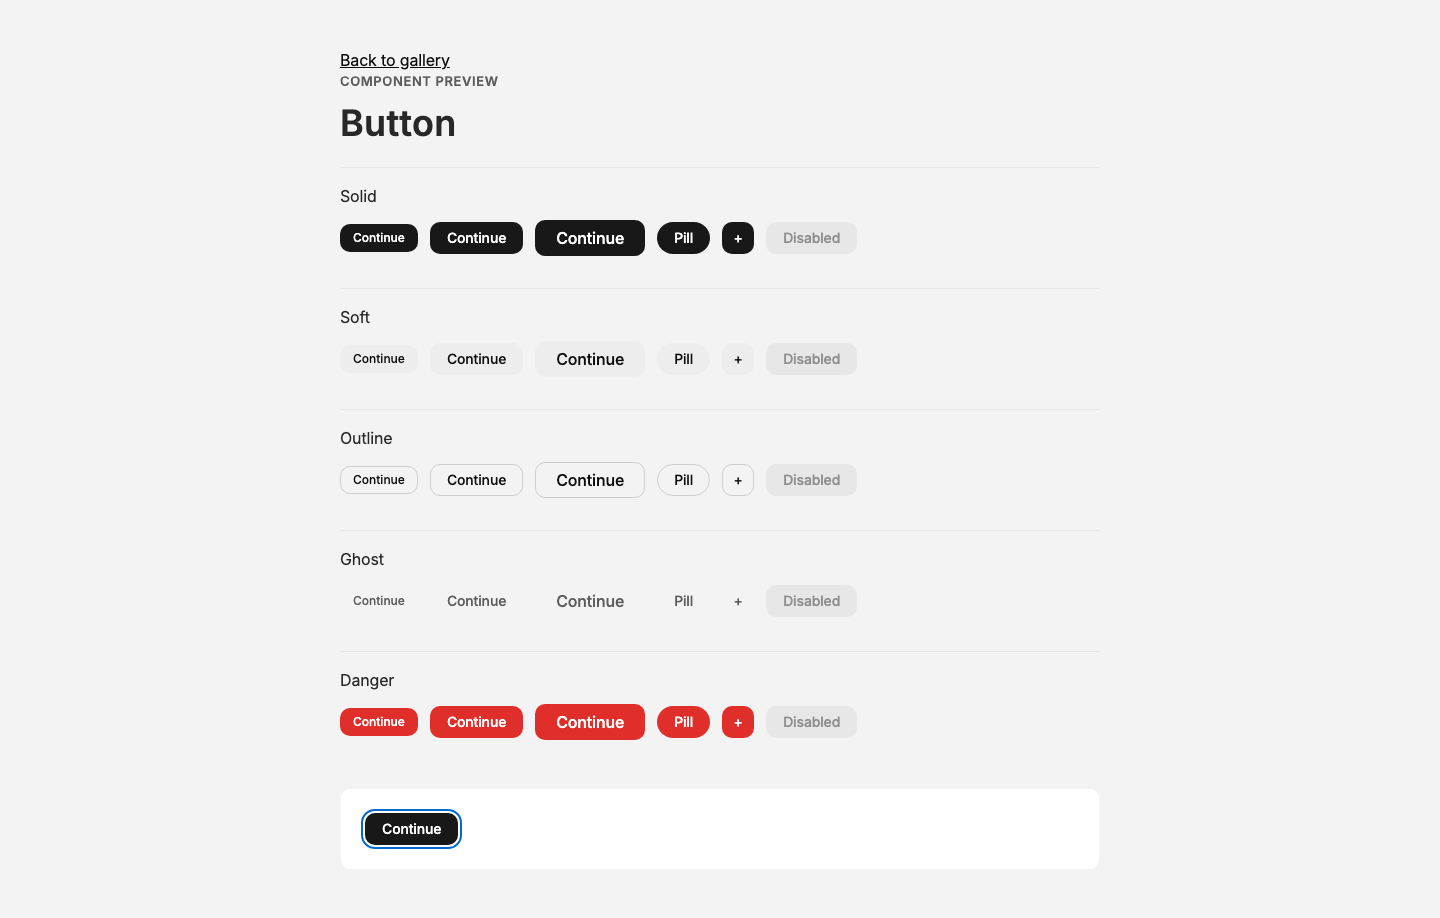 Back to gallery
COMPONENT PREVIEW
Button
Solid
Continue Continue Continue Pill + Disabled
Soft
Continue Continue Continue Pill + Disabled
Outline
Continue Continue Continue Pill + Disabled
Ghost
Continue Continue Continue Pill + Disabled
Danger
Continue Continue Continue Pill + Disabled
Continue